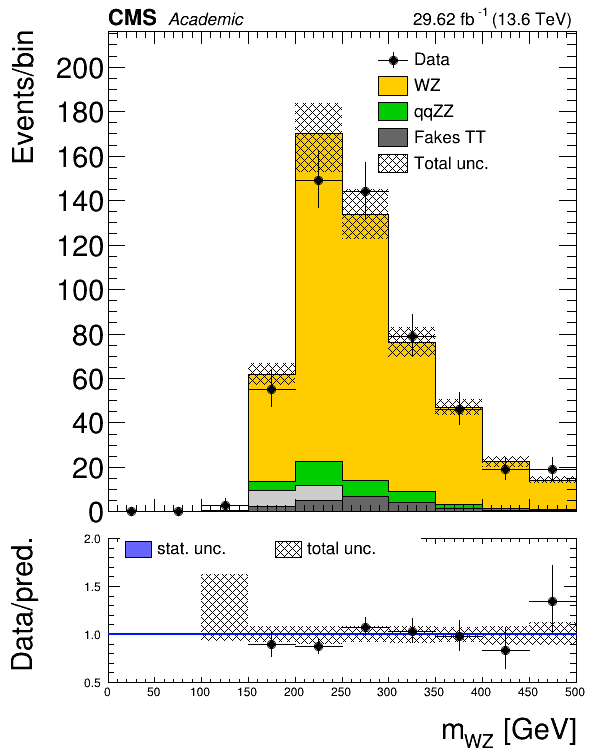 CMS Academic 29.62 fb⁻¹ (13.6 TeV)
Events/bin
200
180
160
140
120
100
80
60
40
20
0
Data
WZ
qqZZ
Fakes TT
Total unc.
Data/pred.
2.0
1.5
1.0
0.5
stat. unc.
total unc.
0 50 100 150 200 250 300 350 400 450 500
m_WZ [GeV]